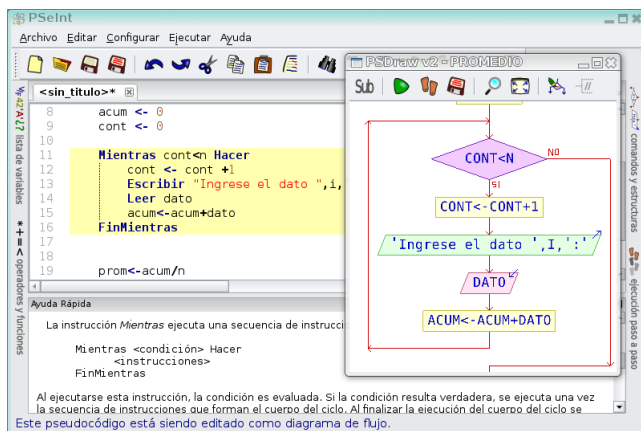 PSeInt
Archivo Editar Configurar Ejecutar Ayuda
<sin_titulo>*
lista de variables
*+=< operadores y funciones
8 acum <- 0
9 cont <- 0
10
11 Mientras cont<n Hacer
12 cont <- cont +1
13 Escribir "Ingrese el dato ",i,
14 Leer dato
15 acum<-acum+dato
16 FinMientras
17
18
19 prom<-acum/n
PSDraw v2 - PROMEDIO
Sub
CONT<N
NO
SI
CONT<-CONT+1
'Ingrese el dato ',I,':'
DATO
ACUM<-ACUM+DATO
comandos y estructuras
ejecución paso a paso
Ayuda Rápida
La instrucción Mientras ejecuta una secuencia de instrucci
Mientras <condición> Hacer
<instrucciones>
FinMientras
Al ejecutarse esta instrucción, la condición es evaluada. Si la condición resulta verdadera, se ejecuta una vez
la secuencia de instrucciones que forman el cuerpo del ciclo. Al finalizar la ejecución del cuerpo del ciclo se
Este pseudocódigo está siendo editado como diagrama de flujo.